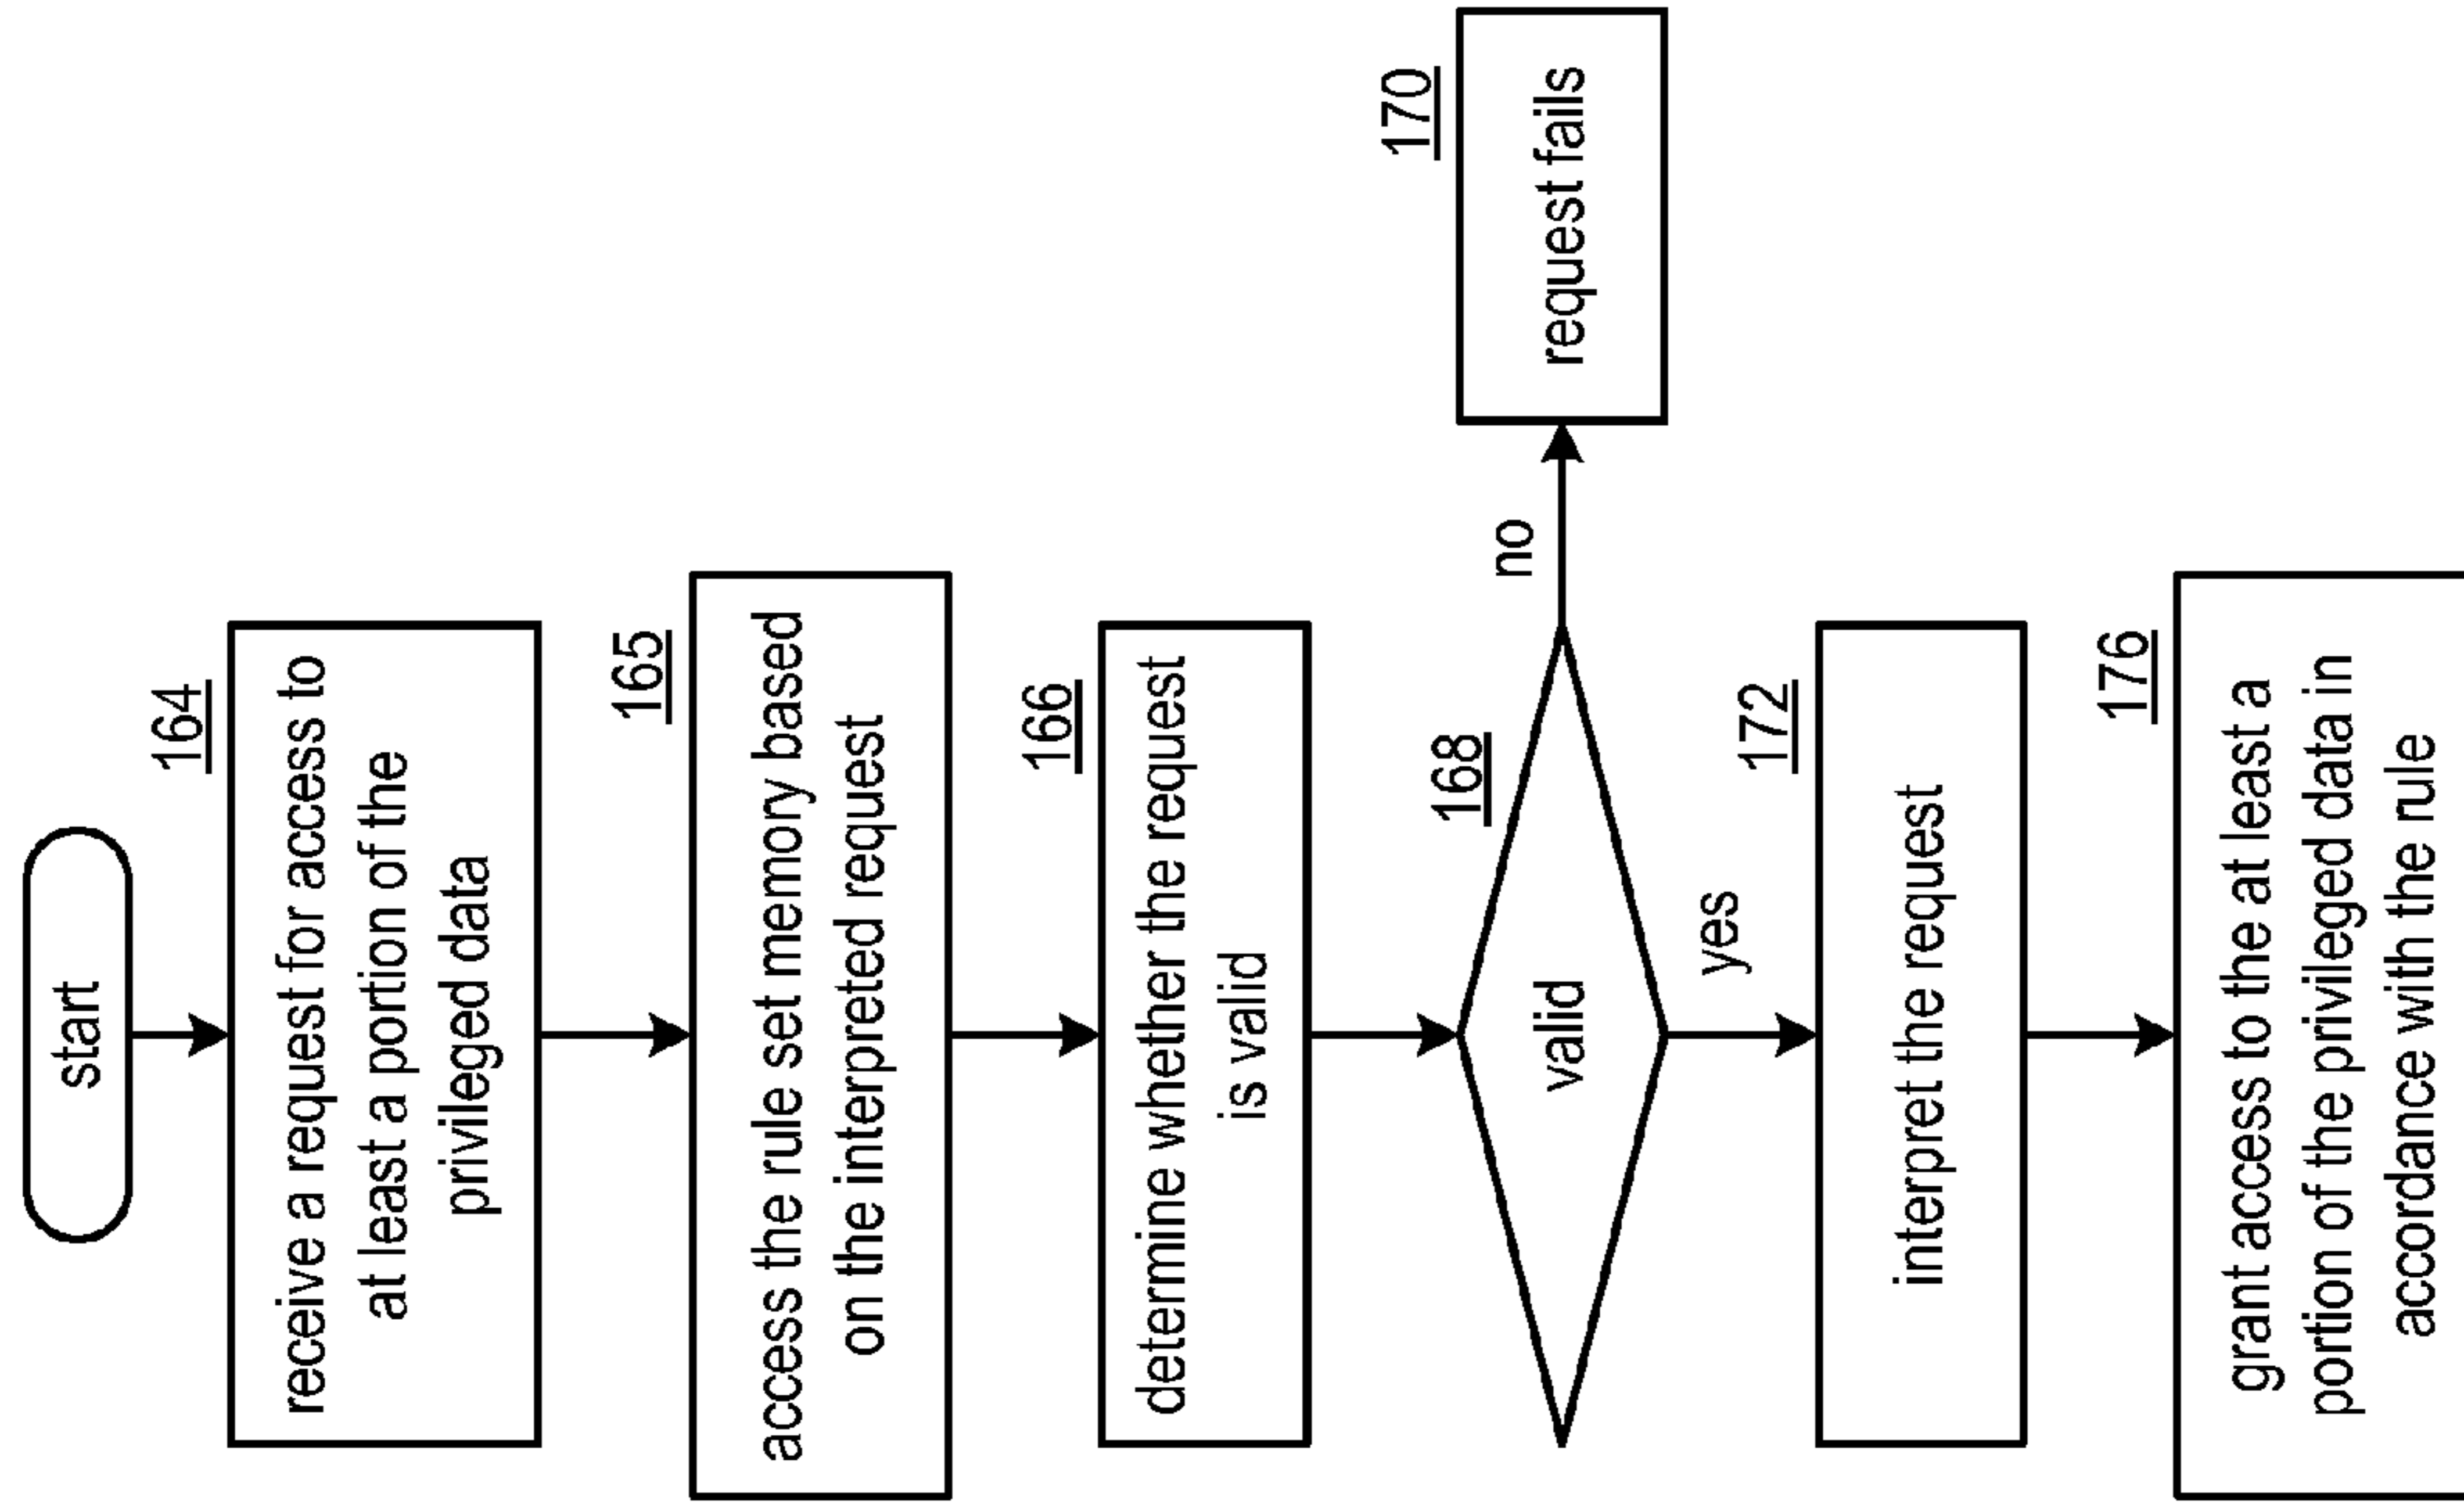 start
164
receive a request for access to
at least a portion of the
privileged data
165
access the rule set memory based
on the interpreted request
166
determine whether the request
is valid
168
valid
no
170
request fails
yes
172
interpret the request
176
grant access to the at least a
portion of the privileged data in
accordance with the rule